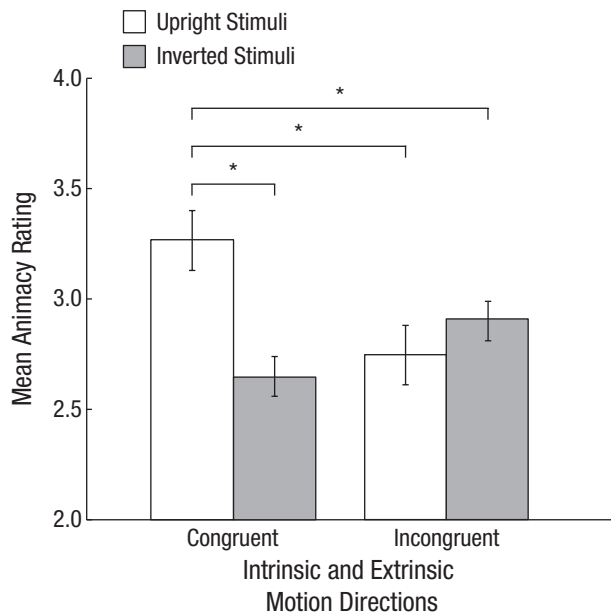 Upright Stimuli
Inverted Stimuli
4.0
*
*
3.5
*
3.0
2.5
2.0
Mean Animacy Rating
Congruent Incongruent
Intrinsic and Extrinsic
Motion Directions